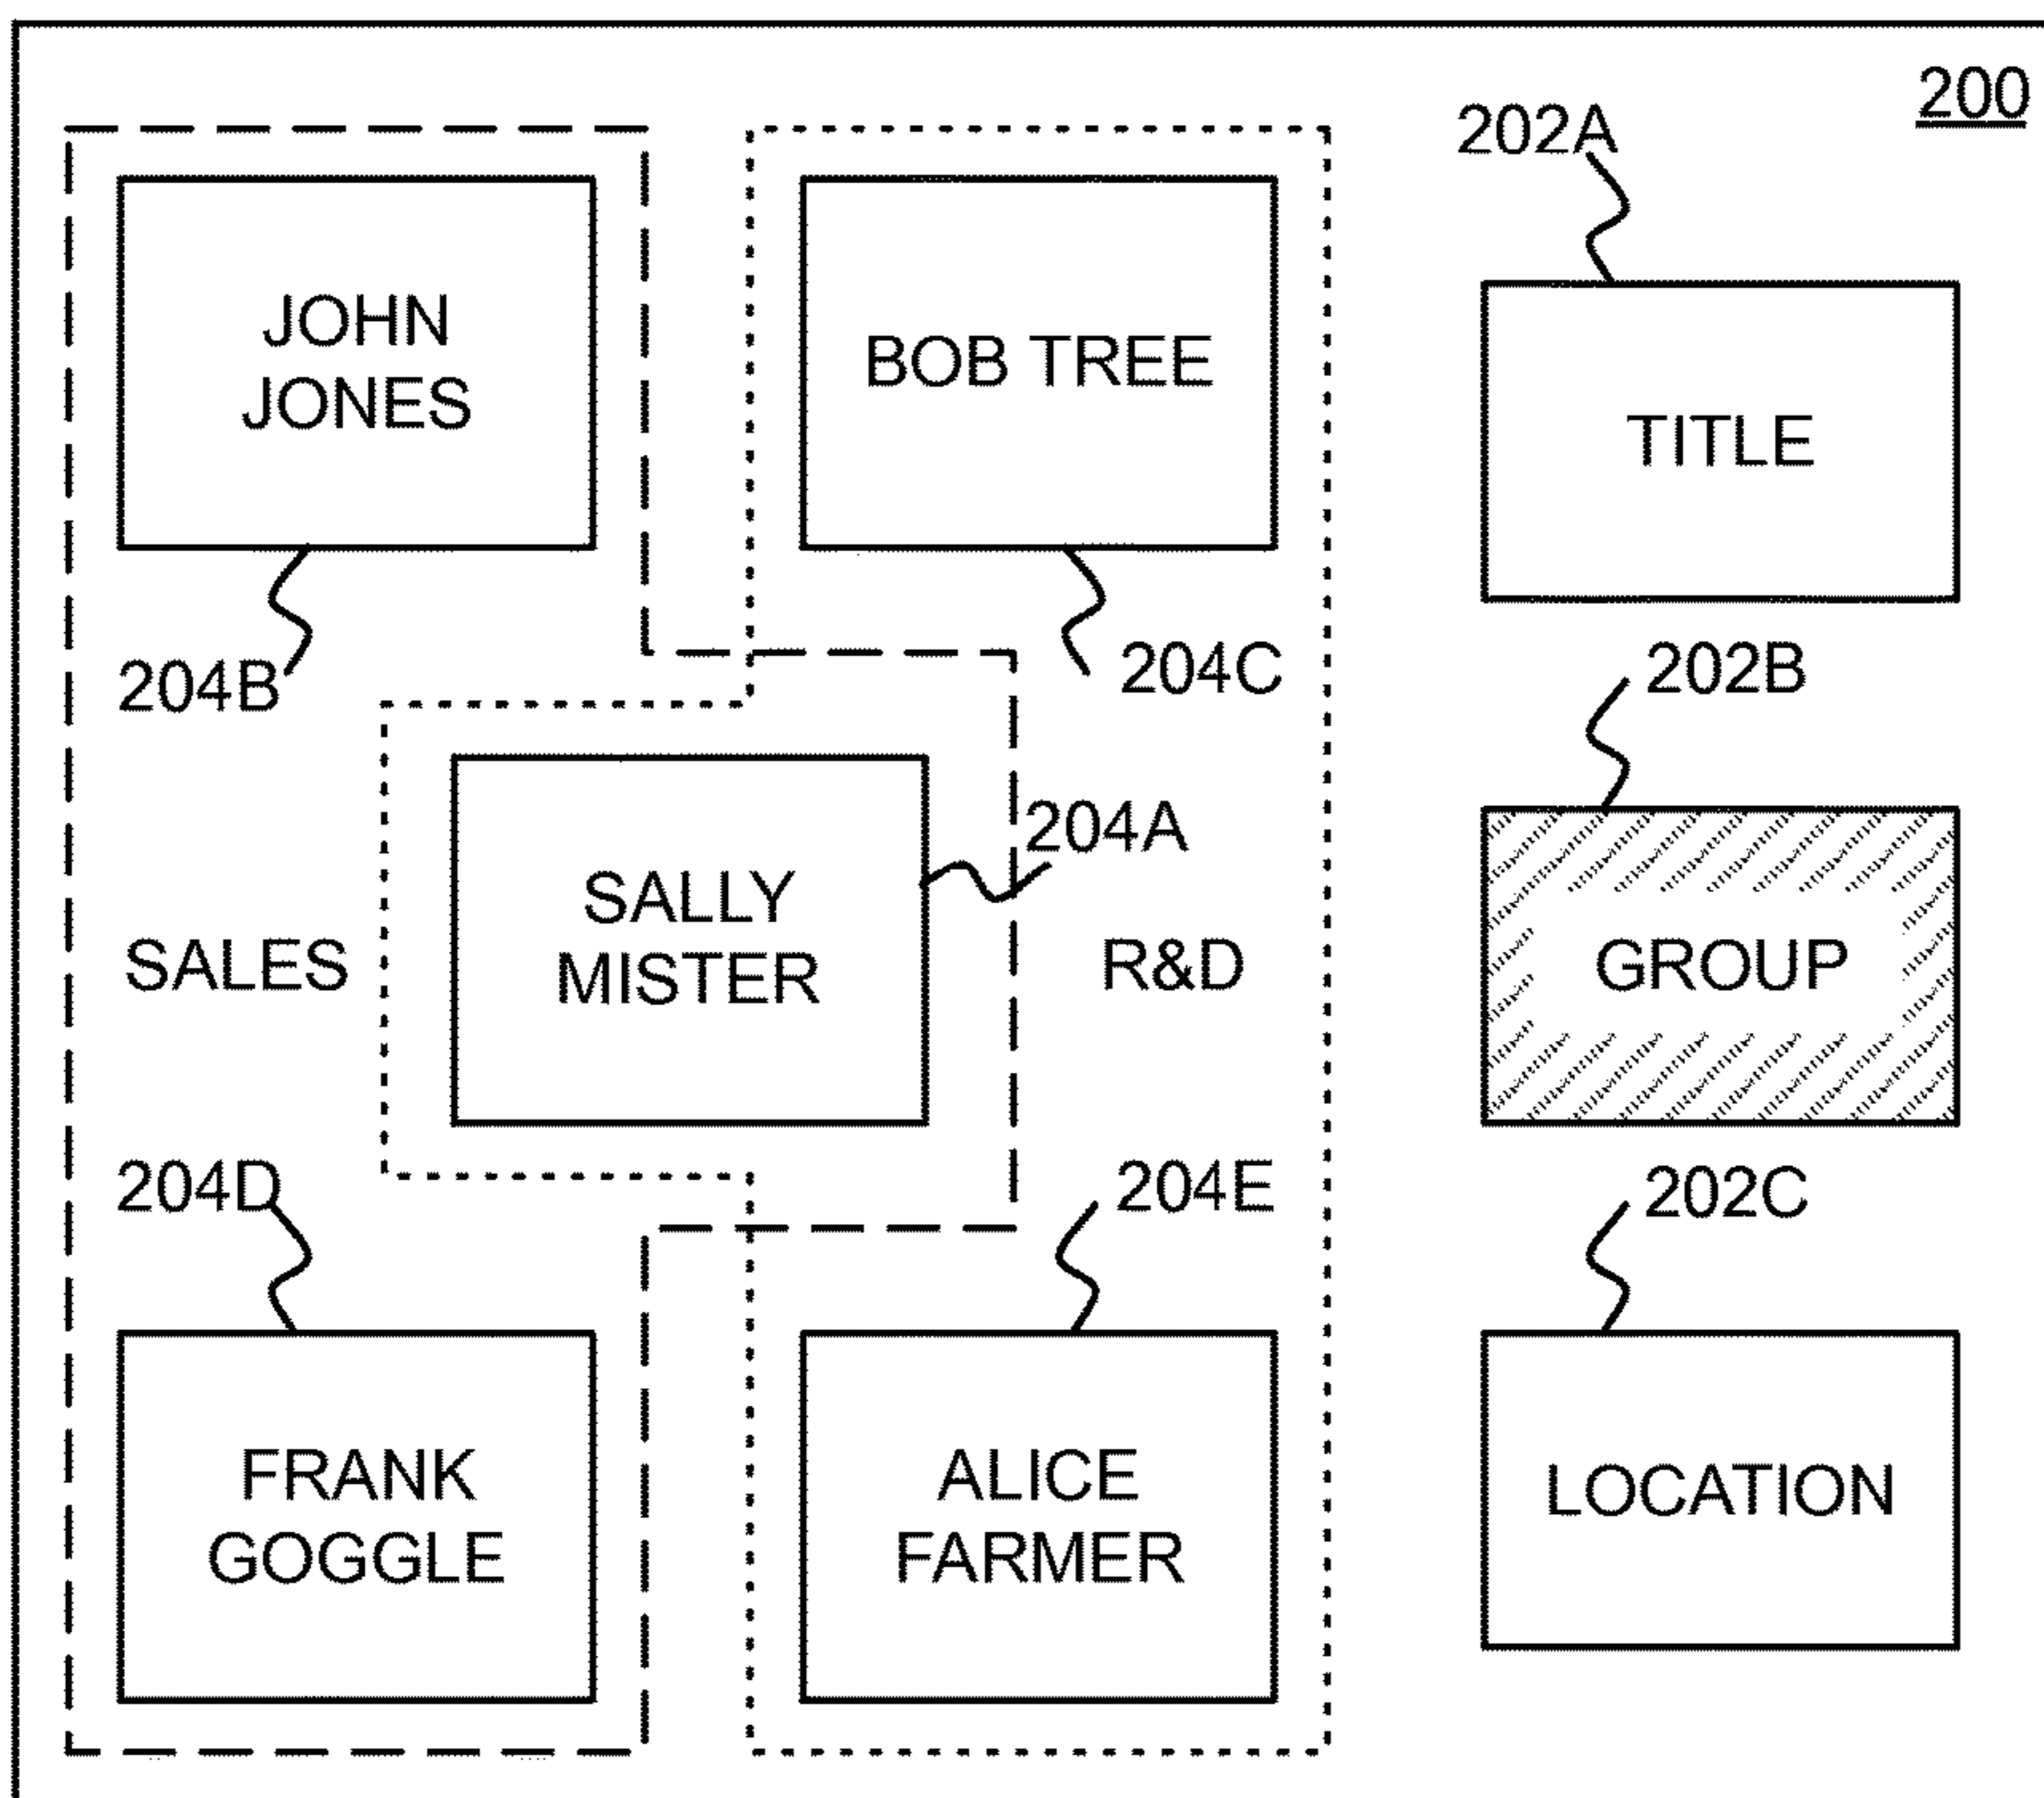 200
202A
JOHN
JONES
BOB TREE
TITLE
204B
204C
202B
204A
SALLY
MISTER
SALES
R&D
GROUP
204D
204E
202C
FRANK
GOGGLE
ALICE
FARMER
LOCATION